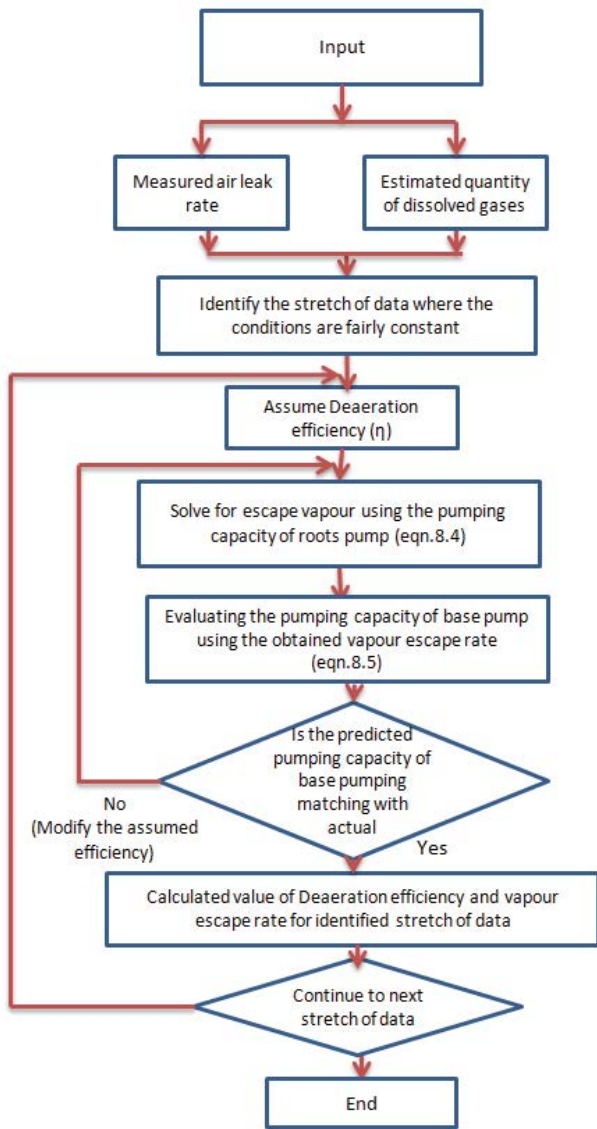 Input
Measured air leak
rate
Estimated quantity
of dissolved gases
Identify the stretch of data where the
conditions are fairly constant
Assume Deaeration
efficiency (η)
Solve for escape vapour using the pumping
capacity of roots pump (eqn.8.4)
Evaluating the pumping capacity of base pump
using the obtained vapour escape rate
(eqn.8.5)
Is the predicted
pumping capacity of
base pumping
matching with
actual
No
(Modify the assumed
efficiency)
Yes
Calculated value of Deaeration efficiency and vapour
escape rate for identified stretch of data
Continue to next
stretch of data
End